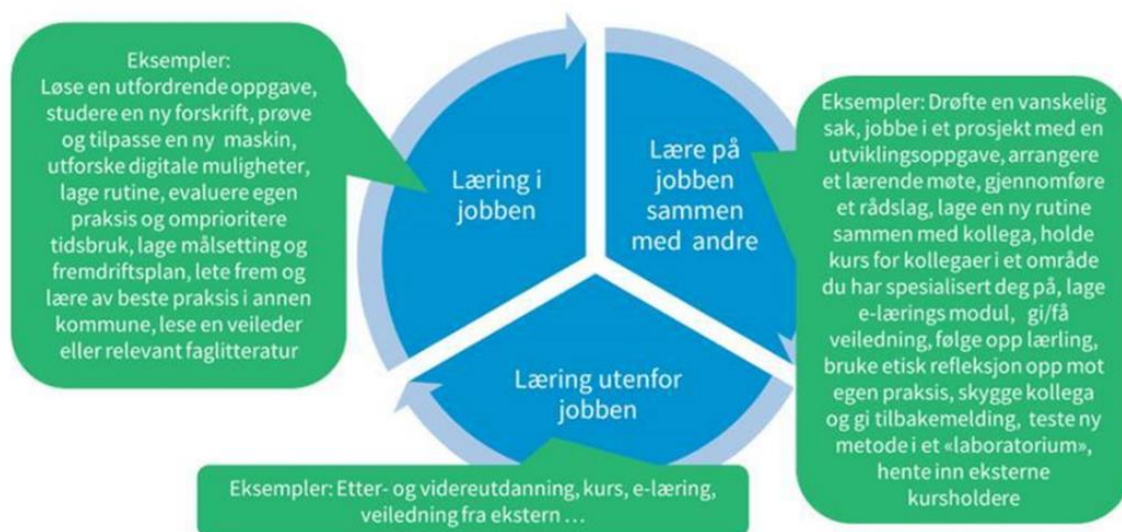 Eksempler:
Løse en utfordrende oppgave,
studere en ny forskrift, prøve
og tilpasse en ny maskin,
utforske digitale muligheter,
lage rutine, evaluere egen
praksis og omprioritere
tidsbruk, lage målsetting og
fremdriftsplan, lete frem og
lære av beste praksis i annen
kommune, lese en veileder
eller relevant faglitteratur
Læring i
jobben
Lære på
jobben
sammen
med andre
Eksempler: Drøfte en vanskelig
sak, jobbe i et prosjekt med en
utviklingsoppgave, arrangere
et lærende møte, gjennomføre
et rådslag, lage en ny rutine
sammen med kollega, holde
kurs for kollegaer i et område
du har spesialisert deg på, lage
e-lærings modul, gi/få
veiledning, følge opp lærling,
bruke etisk refleksjon opp mot
egen praksis, skygge kollega
og gi tilbakemelding, teste ny
metode i et «laboratorium»,
hente inn eksterne
kursholdere
Læring utenfor
jobben
Eksempler: Etter- og videreutdanning, kurs, e-læring,
veiledning fra ekstern ...